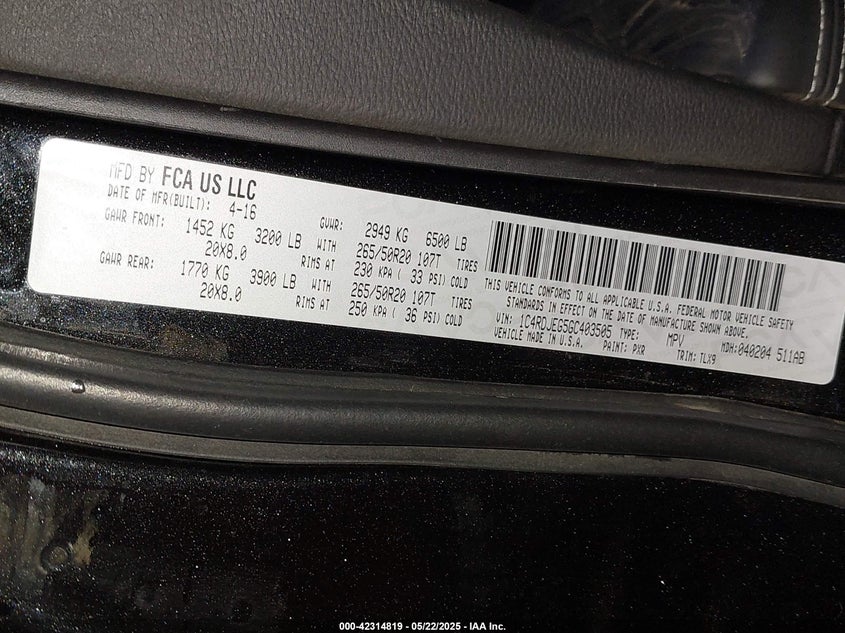 MFD BY FCA US LLC
DATE OF MFR(BUILT): 4-16 GVWR: 2949 KG 6500 LB
GAWR FRONT: 1452 KG 3200 LB WITH 265/50R20 107T TIRES
20X8.0 RIMS AT 230 KPA ( 33 PSI) COLD
GAWR REAR: 1770 KG 3900 LB WITH 265/50R20 107T TIRES
20X8.0 RIMS AT 250 KPA ( 36 PSI) COLD
THIS VEHICLE CONFORMS TO ALL APPLICABLE U.S.A. FEDERAL MOTOR VEHICLE SAFETY
STANDARDS IN EFFECT ON THE DATE OF MANUFACTURE SHOWN ABOVE.
VIN: 1C4RDJEG5GC403505 TYPE: MPV MDH:040204 511AB
VEHICLE MADE IN U.S.A. PAINT: PXR TRIM: TLX9
000-42314819 - 05/22/2025 - IAA Inc.